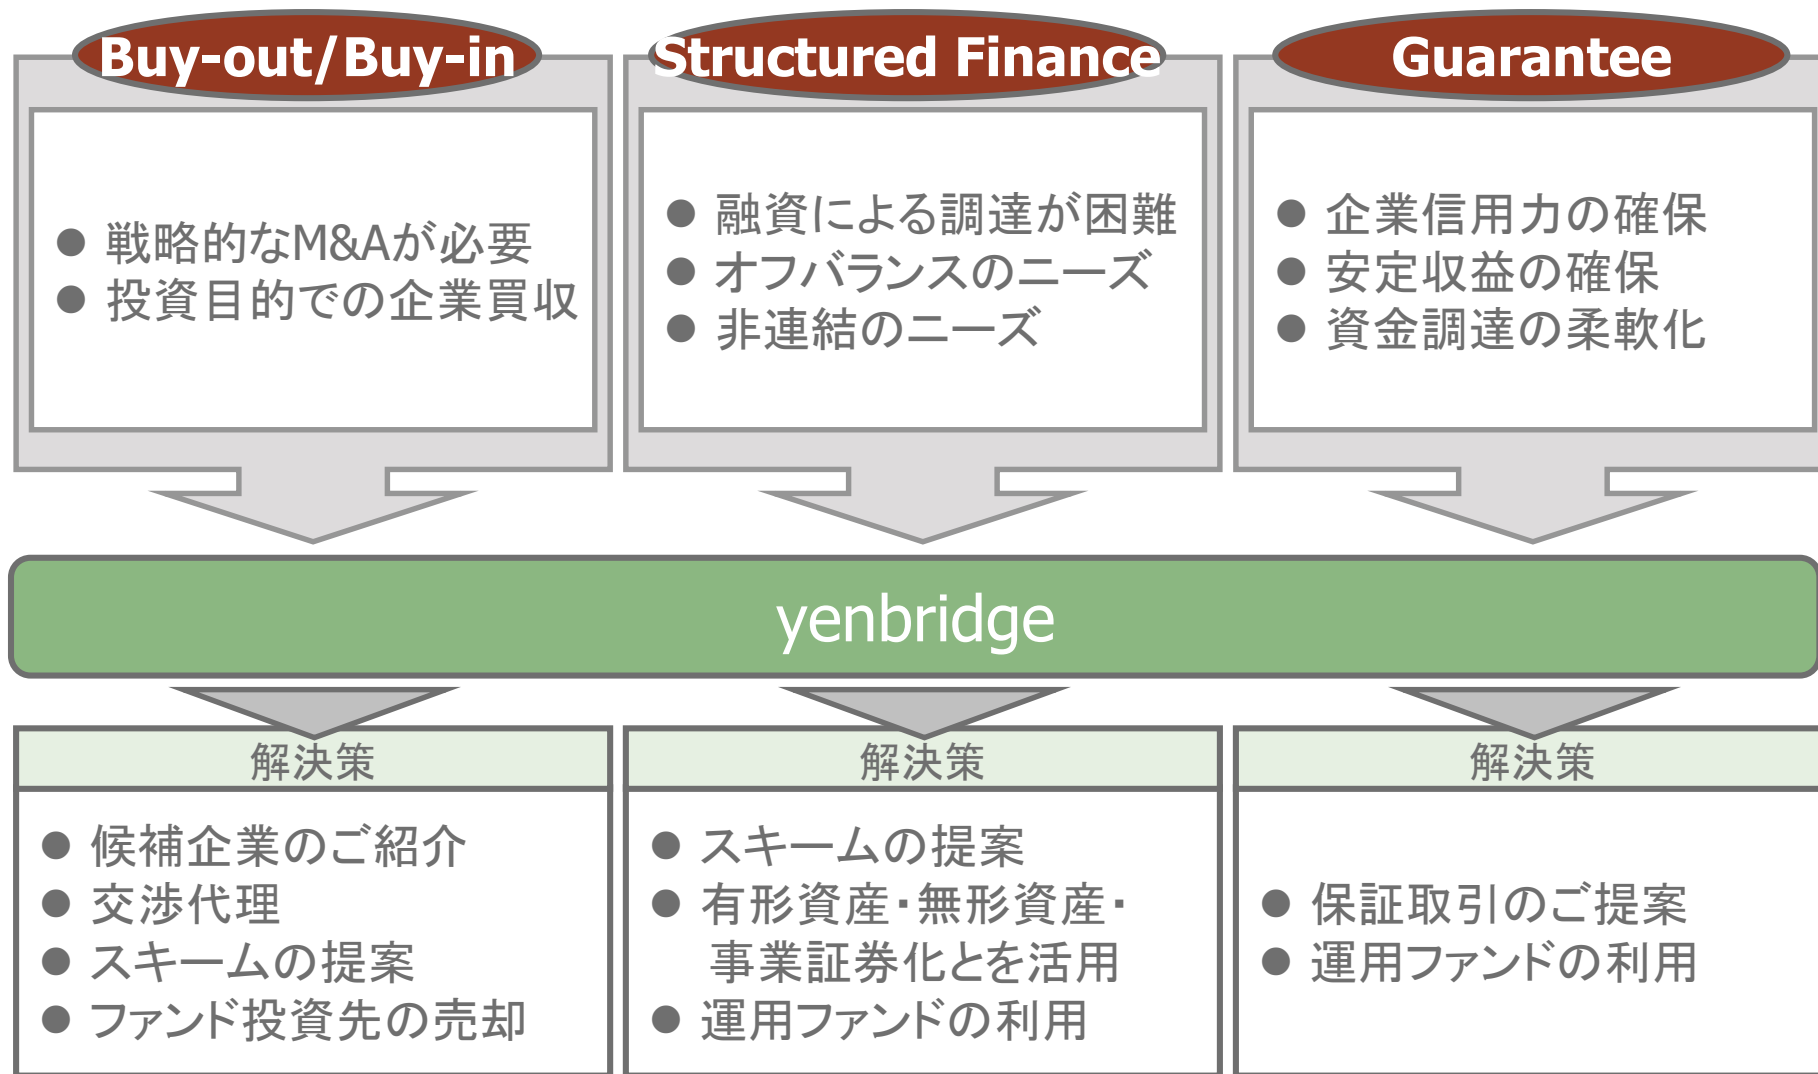 Buy-out/Buy-in
● 戦略的なM&Aが必要
● 投資目的での企業買収
Structured Finance
● 融資による調達が困難
● オフバランスのニーズ
● 非連結のニーズ
Guarantee
● 企業信用力の確保
● 安定収益の確保
● 資金調達の柔軟化
yenbridge
解決策
● 候補企業のご紹介
● 交渉代理
● スキームの提案
● ファンド投資先の売却
解決策
● スキームの提案
● 有形資産・無形資産・
事業証券化とを活用
● 運用ファンドの利用
解決策
● 保証取引のご提案
● 運用ファンドの利用